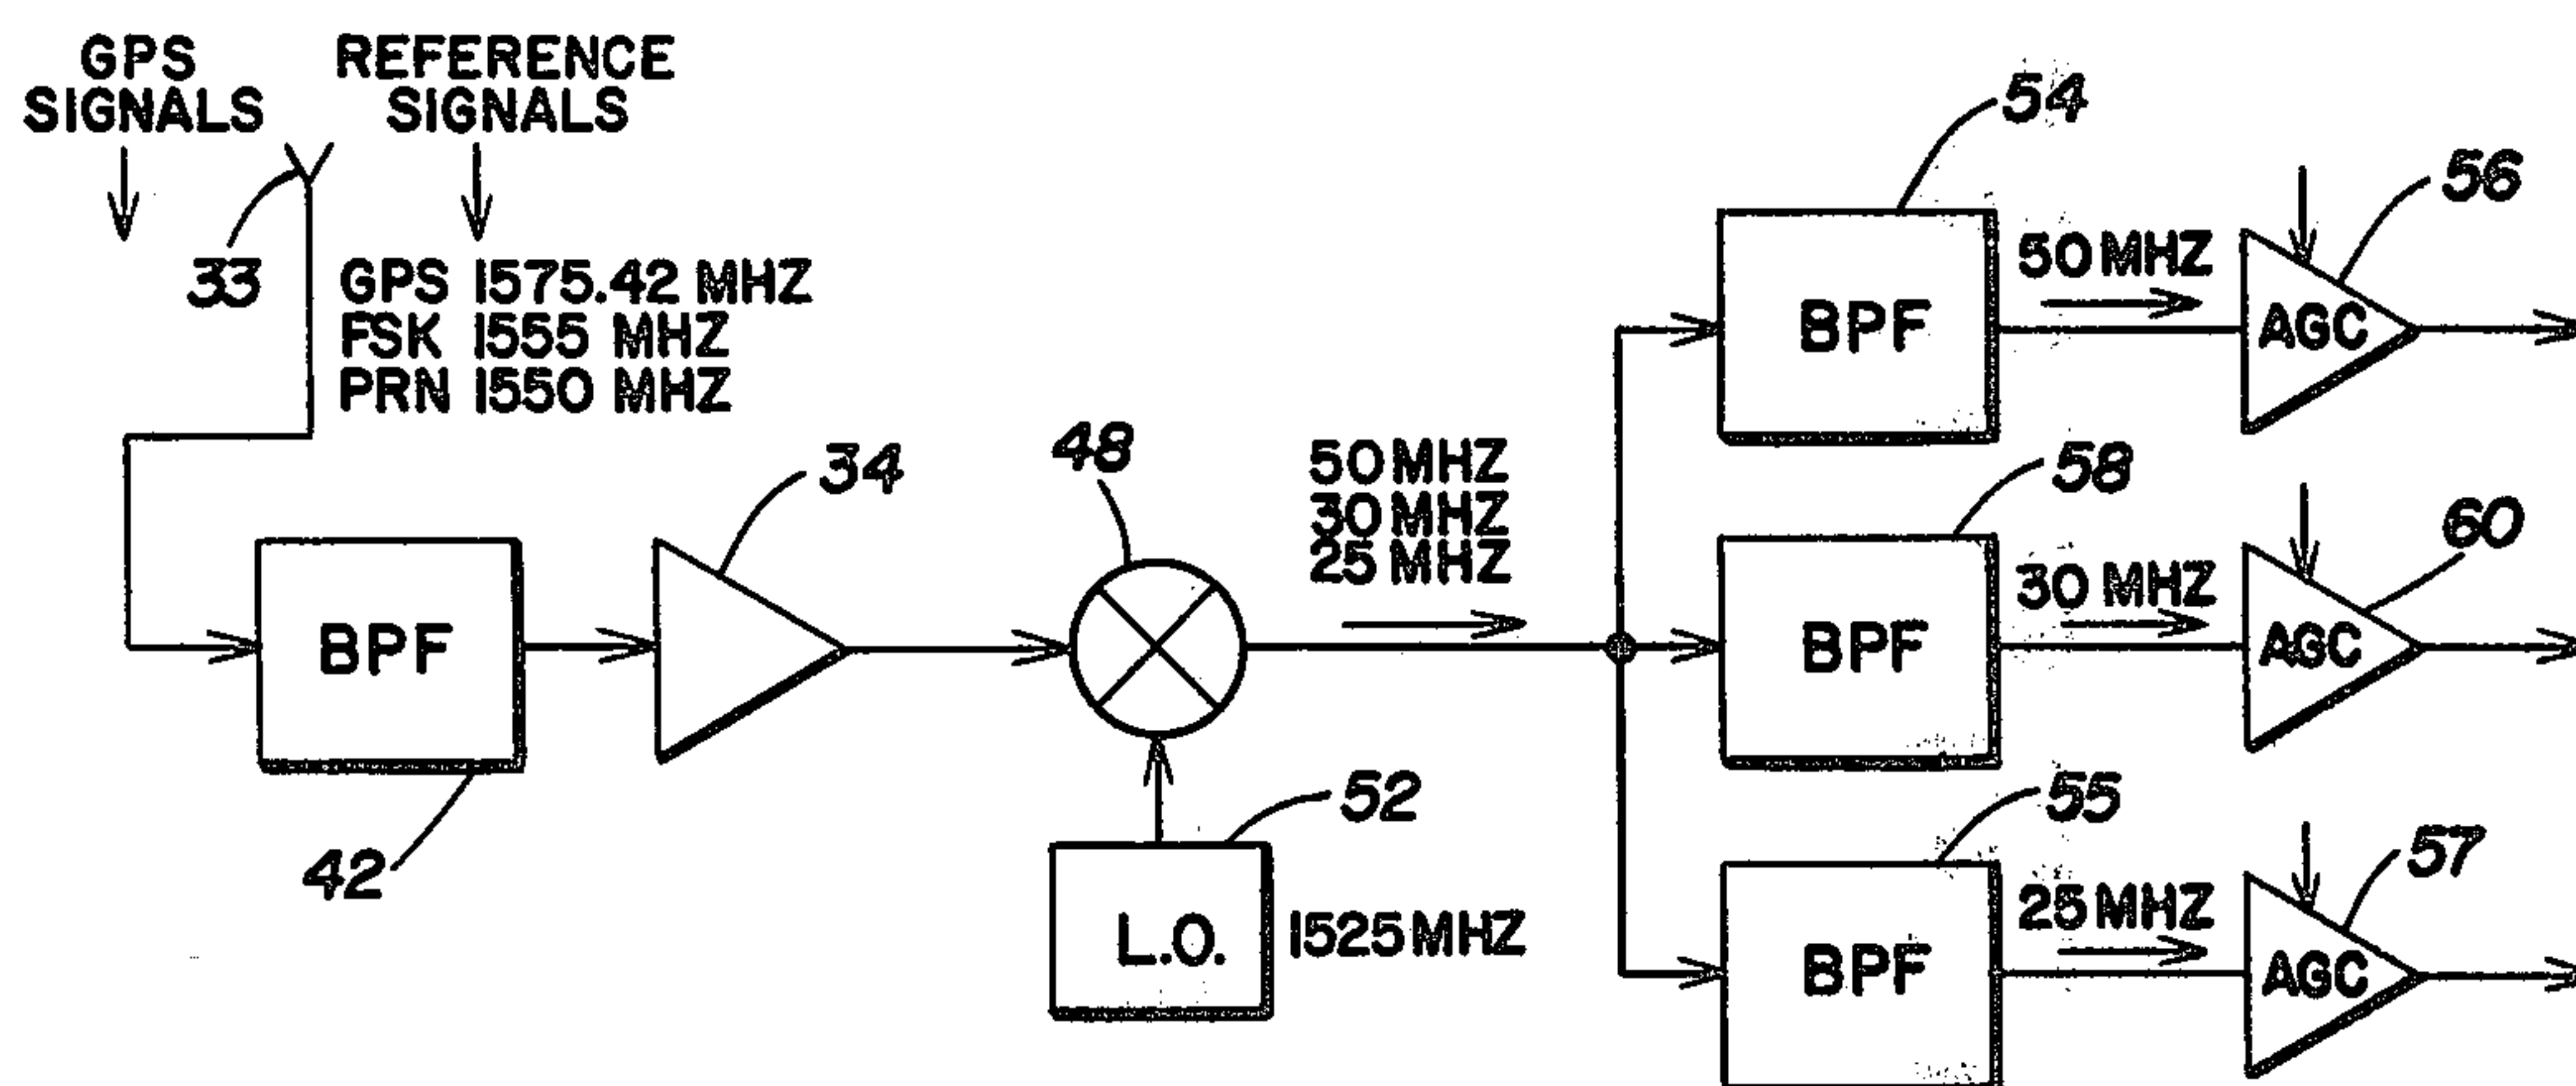 GPS
SIGNALS
REFERENCE
SIGNALS
33
GPS 1575.42 MHZ
FSK 1555 MHZ
PRN 1550 MHZ
BPF
42
34
48
50 MHZ
30 MHZ
25 MHZ
L.O.
52
1525 MHZ
BPF
54
50 MHZ
AGC
56
BPF
58
30 MHZ
AGC
60
BPF
55
25 MHZ
AGC
57